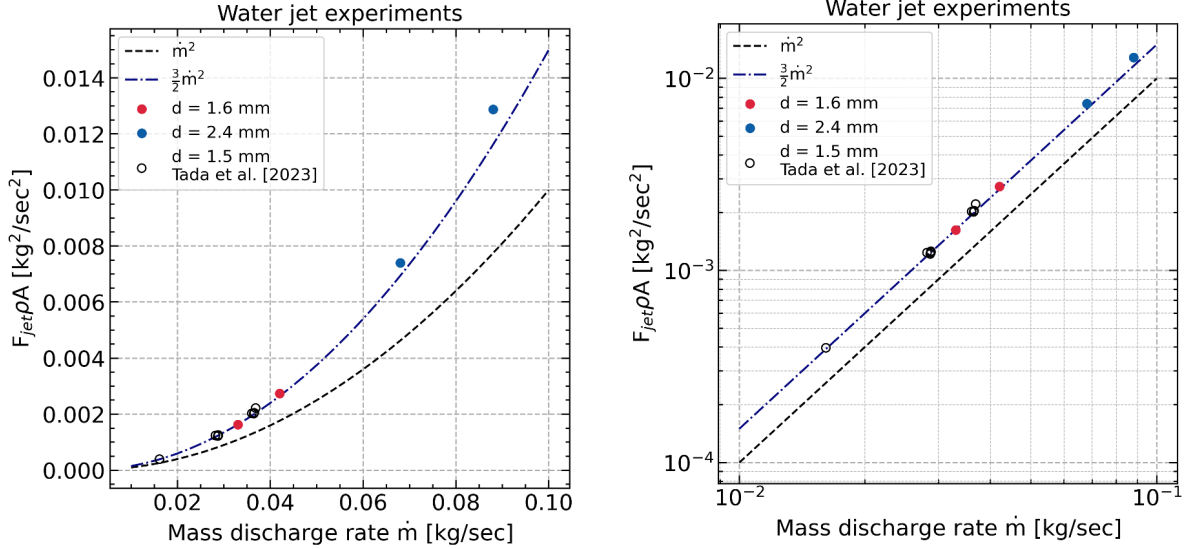 Water jet experiments
ṁ²
3/2 ṁ²
d = 1.6 mm
d = 2.4 mm
d = 1.5 mm
Tada et al. [2023]
0.014
0.012
0.010
0.008
0.006
0.004
0.002
0.000
F_jetρA [kg²/sec²]
0.02 0.04 0.06 0.08 0.10
Mass discharge rate ṁ [kg/sec]
Water jet experiments
ṁ²
3/2 ṁ²
d = 1.6 mm
d = 2.4 mm
d = 1.5 mm
Tada et al. [2023]
10⁻²
10⁻³
10⁻⁴
F_jetρA [kg²/sec²]
10⁻² 10⁻¹
Mass discharge rate ṁ [kg/sec]